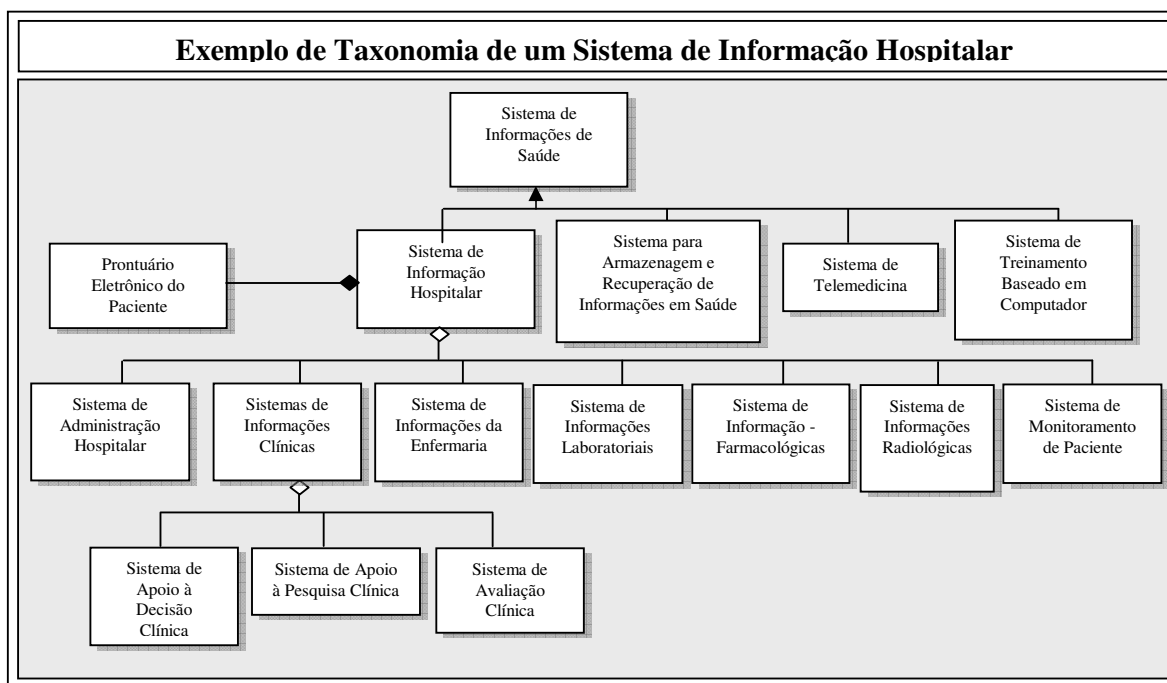 Exemplo de Taxonomia de um Sistema de Informação Hospitalar
Sistema de
Informações de
Saúde
Prontuário
Eletrônico do
Paciente
Sistema de
Informação
Hospitalar
Sistema para
Armazenagem e
Recuperação de
Informações em Saúde
Sistema de
Telemedicina
Sistema de
Treinamento
Baseado em
Computador
Sistema de
Administração
Hospitalar
Sistemas de
Informações
Clínicas
Sistema de
Informações da
Enfermaria
Sistema de
Informações
Laboratoriais
Sistema de
Informação -
Farmacológicas
Sistema de
Informações
Radiológicas
Sistema de
Monitoramento
de Paciente
Sistema de
Apoio à
Decisão
Clínica
Sistema de Apoio
à Pesquisa Clínica
Sistema de
Avaliação
Clínica